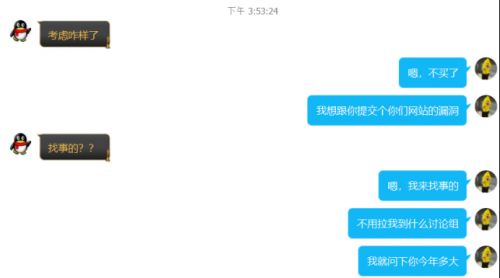 下午 3:53:24
考虑咋样了
嗯，不买了
我想跟你提交个你们网站的漏洞
找事的？？
嗯，我来找事的
不用拉我到什么讨论组
我就问下你今年多大